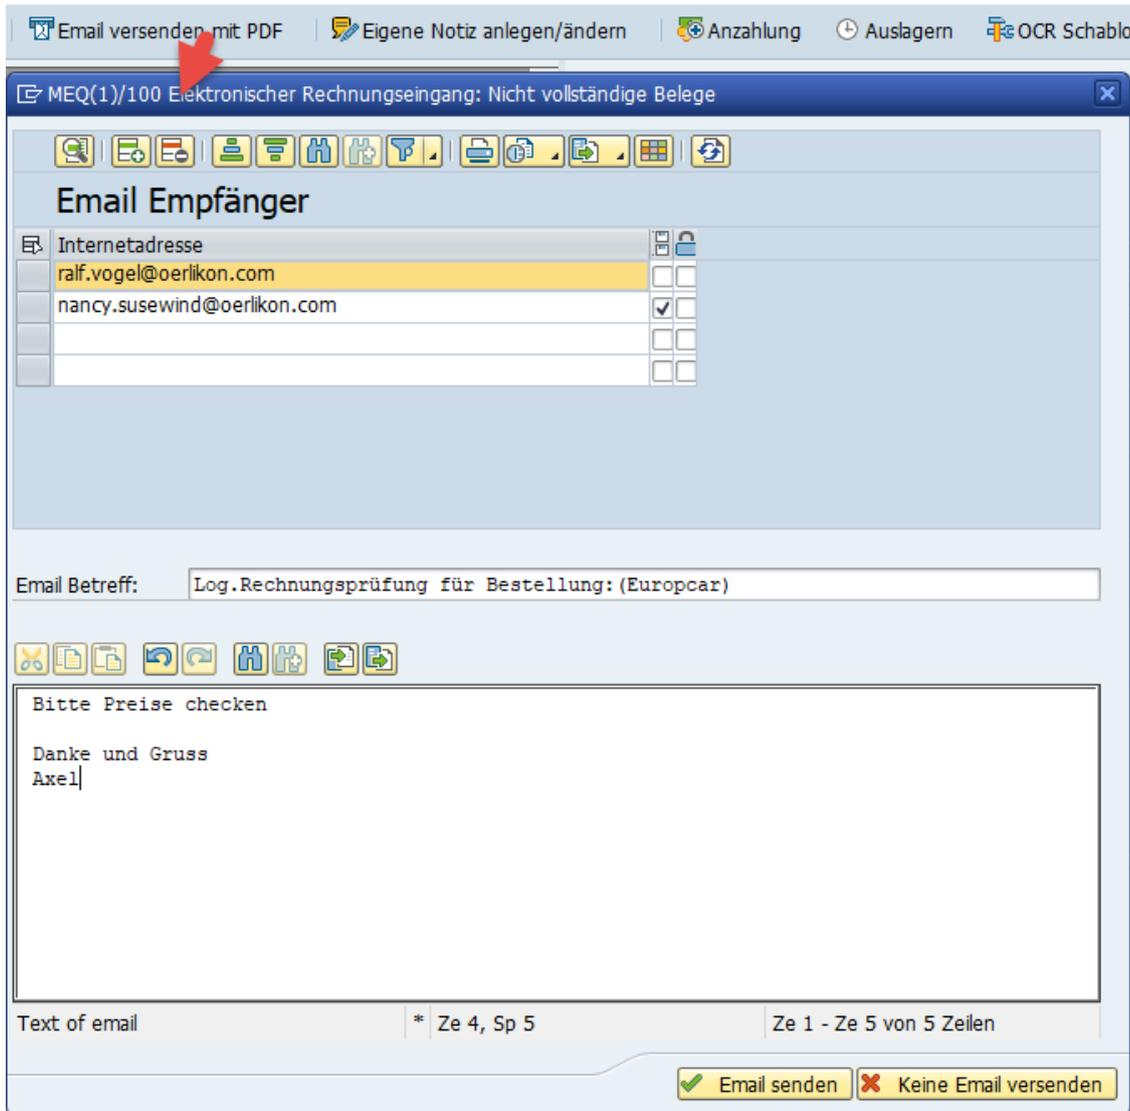 Email versenden mit PDF Eigene Notiz anlegen/ändern Anzahlung Auslagern OCR Schablo
MEQ(1)/100 Elektronischer Rechnungseingang: Nicht vollständige Belege
Email Empfänger
Internetadresse
ralf.vogel@oerlikon.com
nancy.susewind@oerlikon.com
Email Betreff: Log.Rechnungsprüfung für Bestellung:(Europcar)
Bitte Preise checken
Danke und Gruss
Axel
Text of email * Ze 4, Sp 5 Ze 1 - Ze 5 von 5 Zeilen
Email senden Keine Email versenden